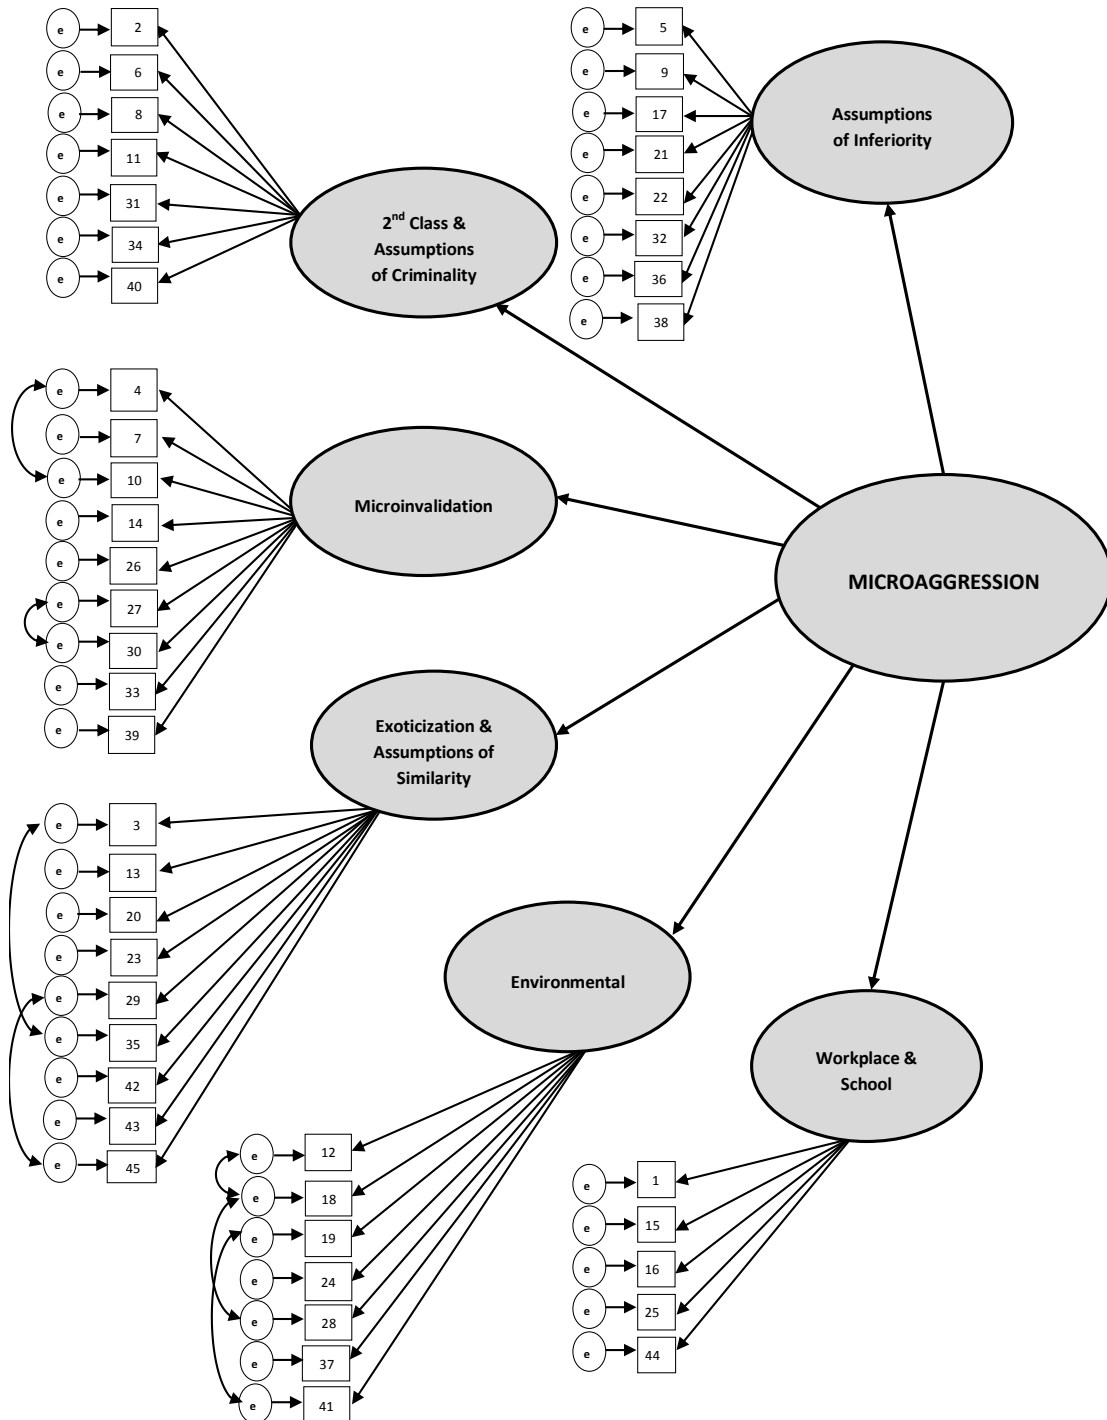 e 2
e 6
e 8
e 11
e 31
e 34
e 40
2nd Class &
Assumptions
of Criminality
e 5
e 9
e 17
e 21
e 22
e 32
e 36
e 38
Assumptions
of Inferiority
e 4
e 7
e 10
e 14
e 26
e 27
e 30
e 33
e 39
Microinvalidation
MICROAGGRESSION
Exoticization &
Assumptions of
Similarity
e 3
e 13
e 20
e 23
e 29
e 35
e 42
e 43
e 45
Environmental
e 12
e 18
e 19
e 24
e 28
e 37
e 41
Workplace &
School
e 1
e 15
e 16
e 25
e 44